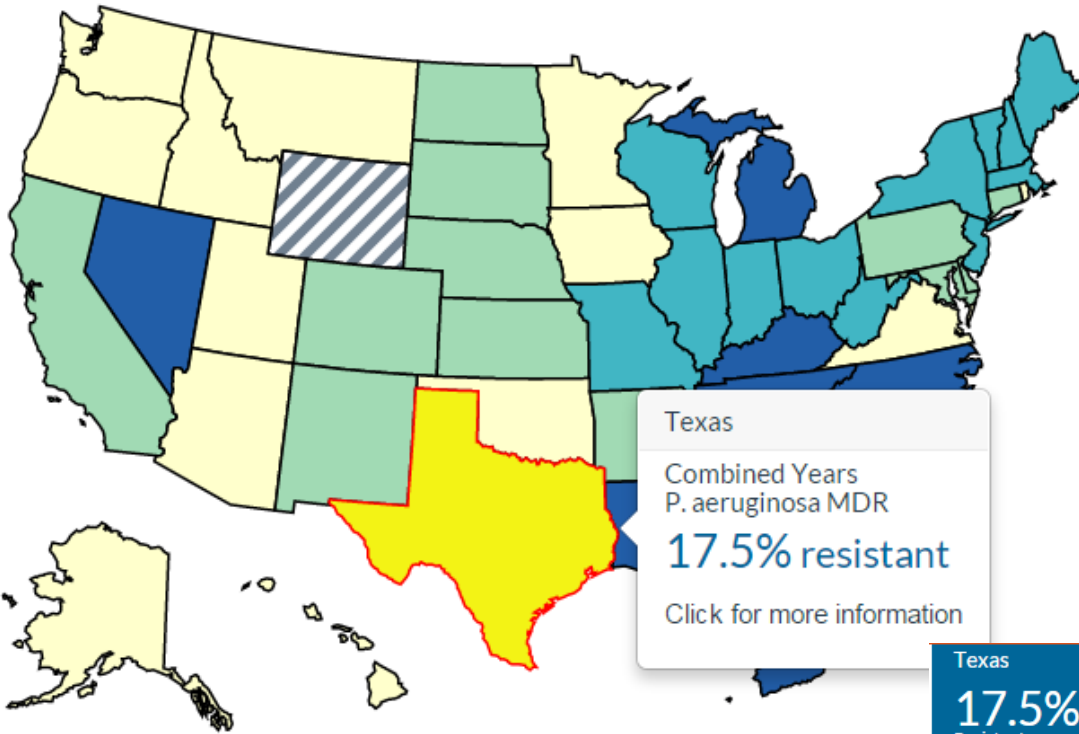 Texas
Combined Years
P. aeruginosa MDR
17.5% resistant
Click for more information
Texas
17.5%